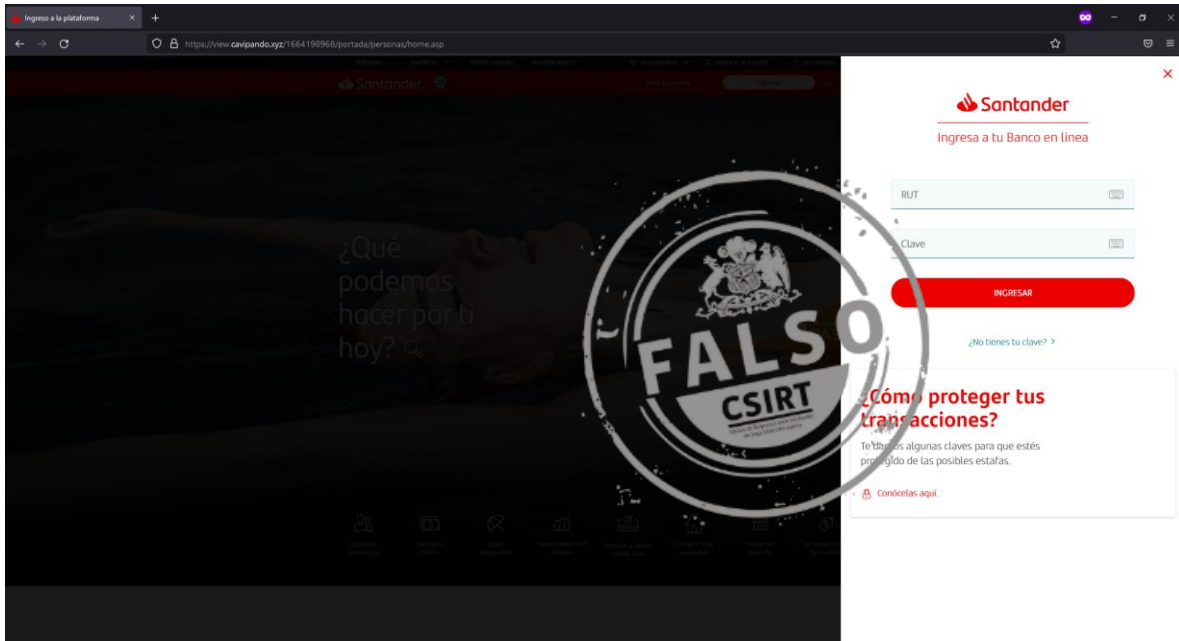 Ingreso a la plataforma
https://view.cavipando.xyz/1664198968/portada/personas/home.asp
Santander
¿Qué
podemos
hacer por ti
hoy?
Santander
Ingresa a tu Banco en línea
RUT
Clave
INGRESAR
¿No tienes tu clave? >
FALSO
CSIRT
¿Cómo proteger tus
transacciones?
Te damos algunas claves para que estés
protegido de las posibles estafas.
Conócelas aquí.